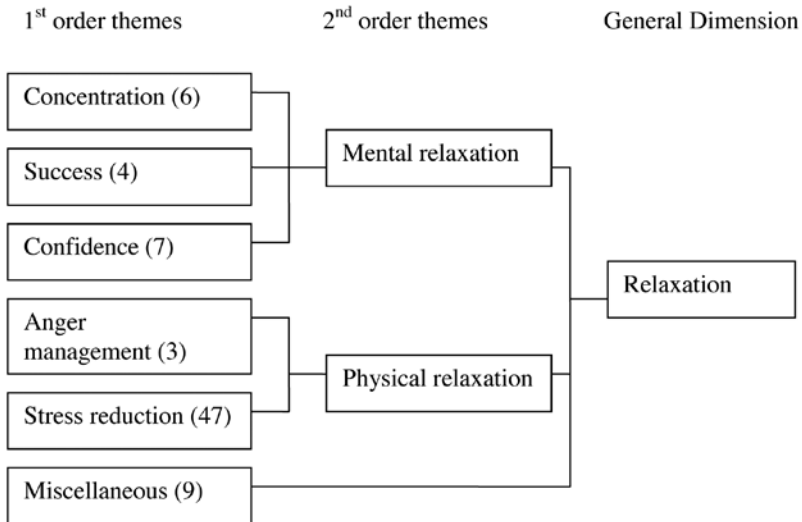 1st order themes
2nd order themes
General Dimension
Concentration (6)
Success (4)
Confidence (7)
Anger
management (3)
Stress reduction (47)
Miscellaneous (9)
Mental relaxation
Physical relaxation
Relaxation